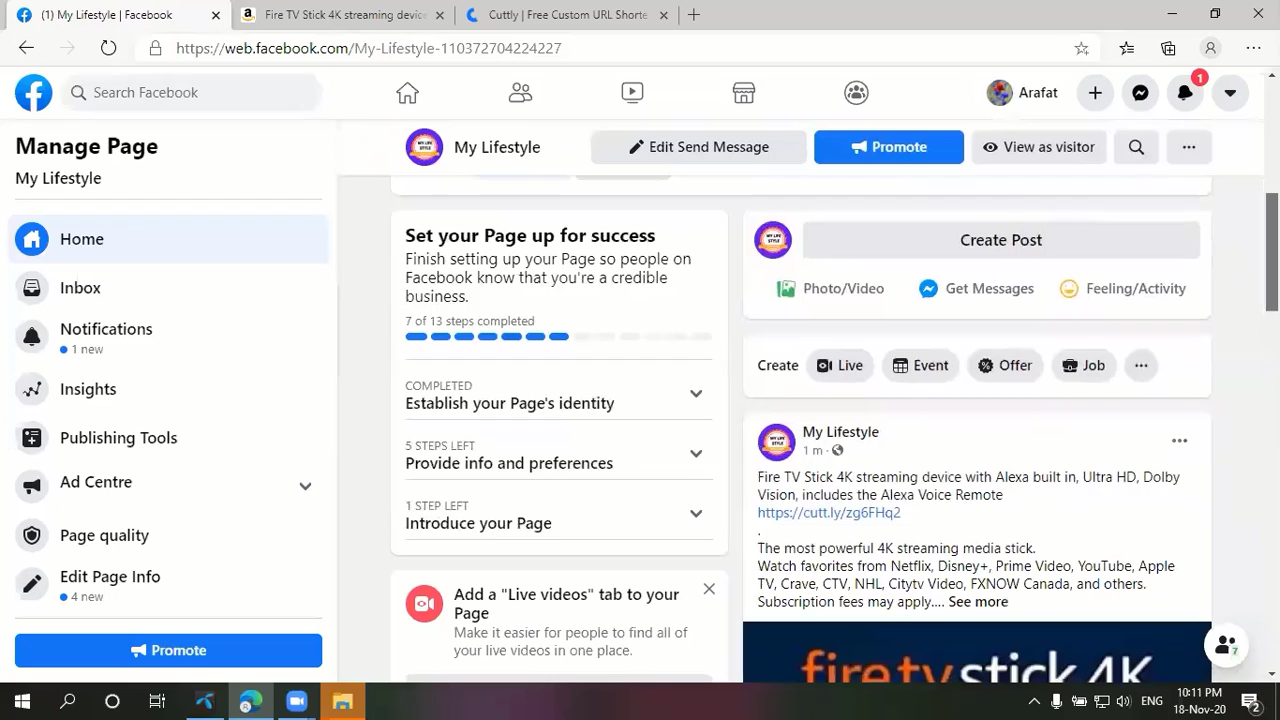 (1) My Lifestyle | Facebook
Fire TV Stick 4K streaming device
Cuttly | Free Custom URL Shorte
https://web.facebook.com/My-Lifestyle-110372704224227
Search Facebook
Arafat
1
Manage Page
My Lifestyle
Home
Inbox
Notifications
1 new
Insights
Publishing Tools
Ad Centre
Page quality
Edit Page Info
4 new
Promote
My Lifestyle
Edit Send Message
Promote
View as visitor
Set your Page up for success
Finish setting up your Page so people on
Facebook know that you're a credible
business.
7 of 13 steps completed
COMPLETED
Establish your Page's identity
5 STEPS LEFT
Provide info and preferences
1 STEP LEFT
Introduce your Page
Add a "Live videos" tab to your
Page
Make it easier for people to find all of
your live videos in one place.
MY LIFE
STYLE
Create Post
Photo/Video
Get Messages
Feeling/Activity
Create
Live
Event
Offer
Job
My Lifestyle
1 m
Fire TV Stick 4K streaming device with Alexa built in, Ultra HD, Dolby
Vision, includes the Alexa Voice Remote
https://cutt.ly/zg6FHq2
.
The most powerful 4K streaming media stick.
Watch favorites from Netflix, Disney+, Prime Video, YouTube, Apple
TV, Crave, CTV, NHL, Citytv Video, FXNOW Canada, and others.
Subscription fees may apply.... See more
fire tv stick 4K
7
ENG
10:11 PM
18-Nov-20
2